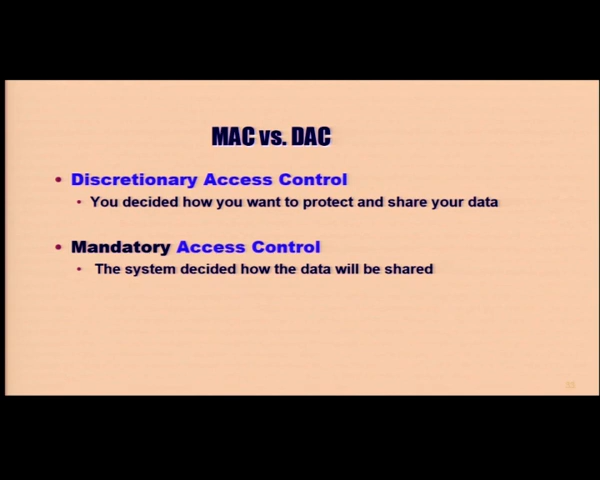 MAC vs. DAC
• Discretionary Access Control
• You decided how you want to protect and share your data
• Mandatory Access Control
• The system decided how the data will be shared